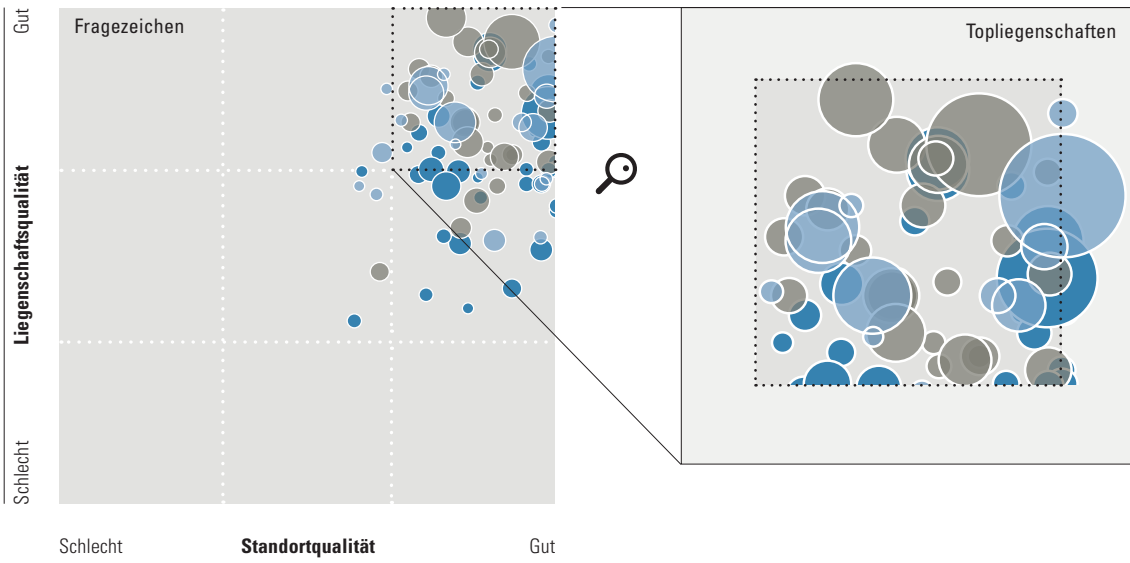 Gut
Liegenschaftsqualität
Schlecht
Fragezeichen
Topliegenschaften
Schlecht
Standortqualität
Gut